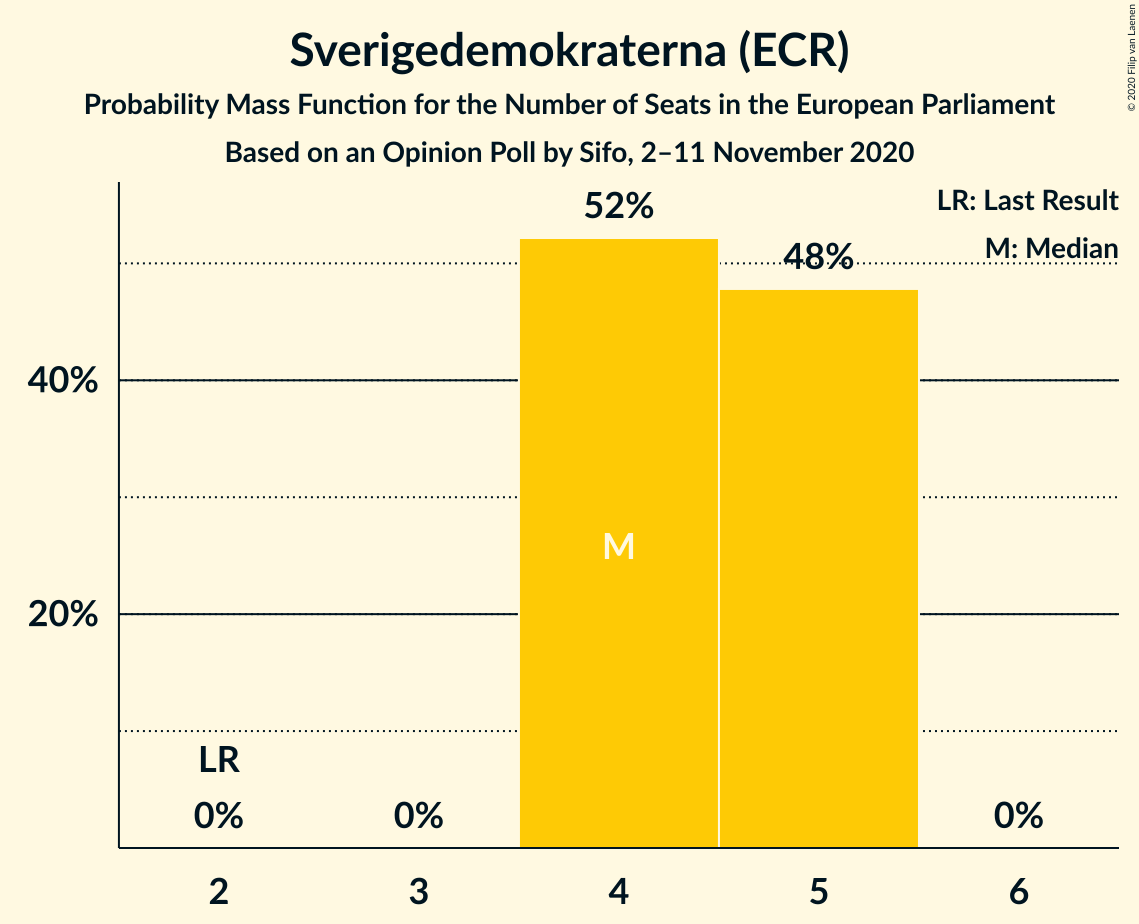 Sverigedemokraterna (ECR)
Probability Mass Function for the Number of Seats in the European Parliament
Based on an Opinion Poll by Sifo, 2–11 November 2020
© 2020 Filip van Laenen
LR: Last Result
M: Median
52%
48%
40%
20%
M
LR
0%
0%
0%
2
3
4
5
6